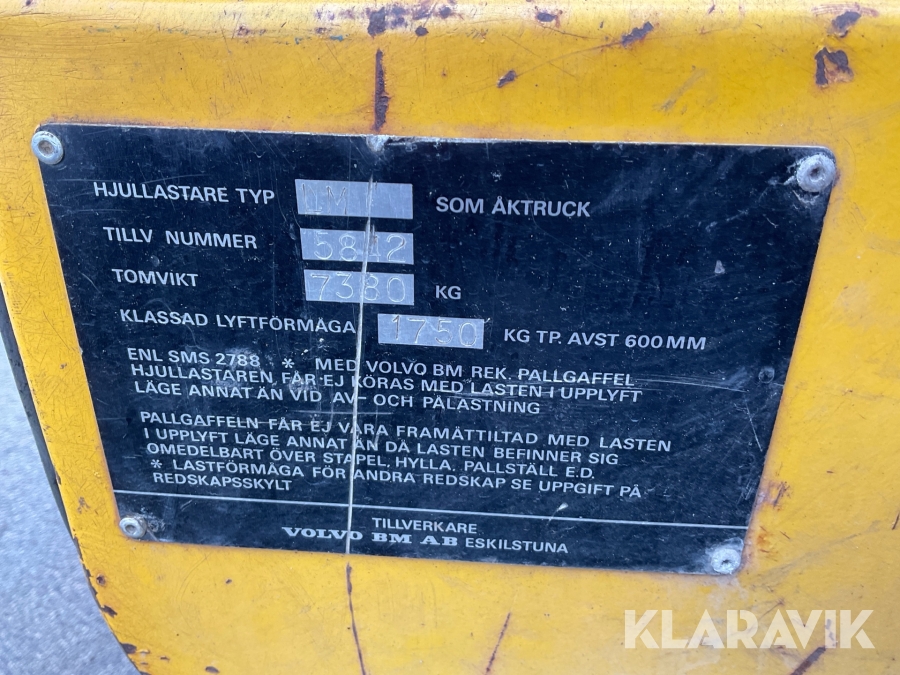 HJULLASTARE TYP LM SOM ÅKTRUCK
TILLV NUMMER 5842
TOMVIKT 7380 KG
KLASSAD LYFTFÖRMÅGA 1750 KG TP. AVST 600 MM
ENL SMS 2788 * MED VOLVO BM REK. PALLGAFFEL
HJULLASTAREN FÅR EJ KÖRAS MED LASTEN I UPPLYFT
LÄGE ANNAT ÄN VID AV- OCH PÅLASTNING
PALLGAFFELN FÅR EJ VARA FRAMÅTTILTAD MED LASTEN
I UPPLYFT LÄGE ANNAT ÄN DÅ LASTEN BEFINNER SIG
OMEDELBART ÖVER STAPEL, HYLLA, PALLSTÄLL E.D.
* LASTFÖRMÅGA FÖR ANDRA REDSKAP SE UPPGIFT PÅ
REDSKAPSSKYLT
TILLVERKARE
VOLVO BM AB ESKILSTUNA
KLARAVIK